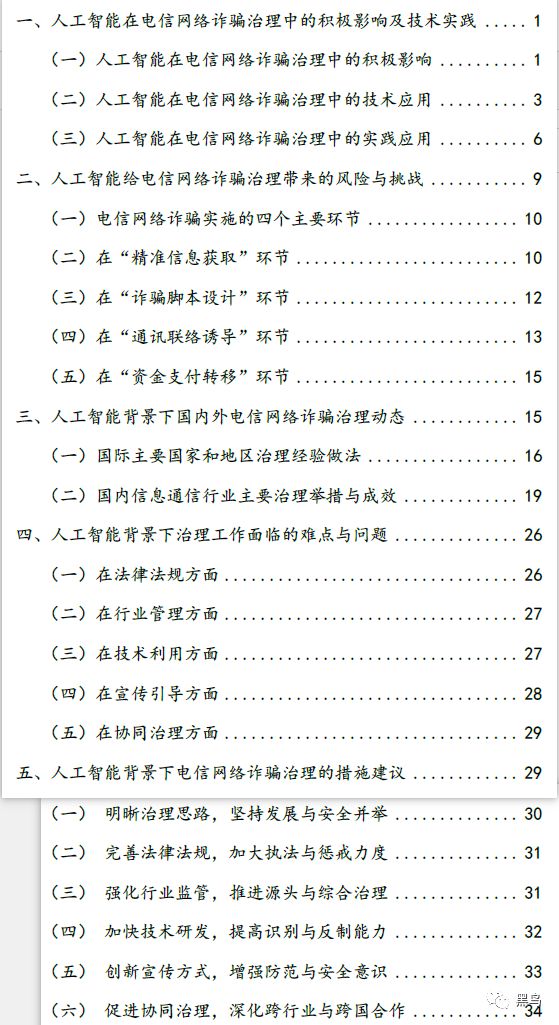 一、人工智能在电信网络诈骗治理中的积极影响及技术实践 ..... 1
（一）人工智能在电信网络诈骗治理中的积极影响 .......... 1
（二）人工智能在电信网络诈骗治理中的技术应用 .......... 3
（三）人工智能在电信网络诈骗治理中的实践应用 .......... 6
二、人工智能给电信网络诈骗治理带来的风险与挑战 ........... 9
（一）电信网络诈骗实施的四个主要环节 ................. 10
（二）在“精准信息获取”环节 ......................... 10
（三）在“诈骗脚本设计”环节 ......................... 12
（四）在“通讯联络诱导”环节 ......................... 13
（五）在“资金支付转移”环节 ......................... 15
三、人工智能背景下国内外电信网络诈骗治理动态 ............. 15
（一）国际主要国家和地区治理经验做法 ................. 16
（二）国内信息通信行业主要治理举措与成效 ............. 19
四、人工智能背景下治理工作面临的难点与问题 ............... 26
（一）在法律法规方面 ................................. 26
（二）在行业管理方面 ................................. 27
（三）在技术利用方面 ................................. 27
（四）在宣传引导方面 ................................. 28
（五）在协同治理方面 ................................. 29
五、人工智能背景下电信网络诈骗治理的措施建议 ............. 29
（一） 明晰治理思路，坚持发展与安全并举 ............... 30
（二） 完善法律法规，加大执法与惩戒力度 ............... 31
（三） 强化行业监管，推进源头与综合治理 ............... 31
（四） 加快技术研发，提高识别与反制能力 ............... 32
（五） 创新宣传方式，增强防范与安全意识 ............... 33
（六） 促进协同治理，深化跨行业与跨国合作 ............. 34
黑鸟